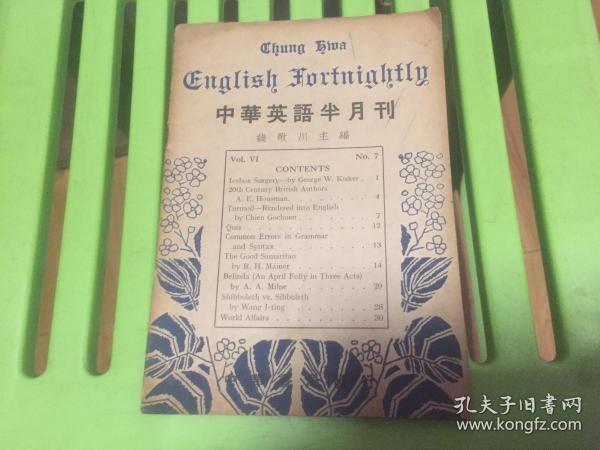 Chung Hwa
English Fortnightly
中華英語半月刊
錢歌川主編
Vol. VI No. 7
CONTENTS
Icebox Surgery—by George W. Kisker . 1
20th Century British Authors
A. E. Housman. . . . . . . 4
Turmoil—Rendered into English
by Chien Gochuen . . . . . . 7
Quiz . . . . . . . . . . 12
Common Errors in Grammar
and Syntax . . . . . . . . 13
The Good Samaritan
by R. H. Mainer . . . . . . 14
Belinda (An April Folly in Three Acts)
by A. A. Milne . . . . . . 20
Shibboleth vs. Sibboleth
by Wang I-ting . . . . . . . 28
World Affairs . . . . . . . . 30
中華
孔夫子旧书网
www.kongfz.com